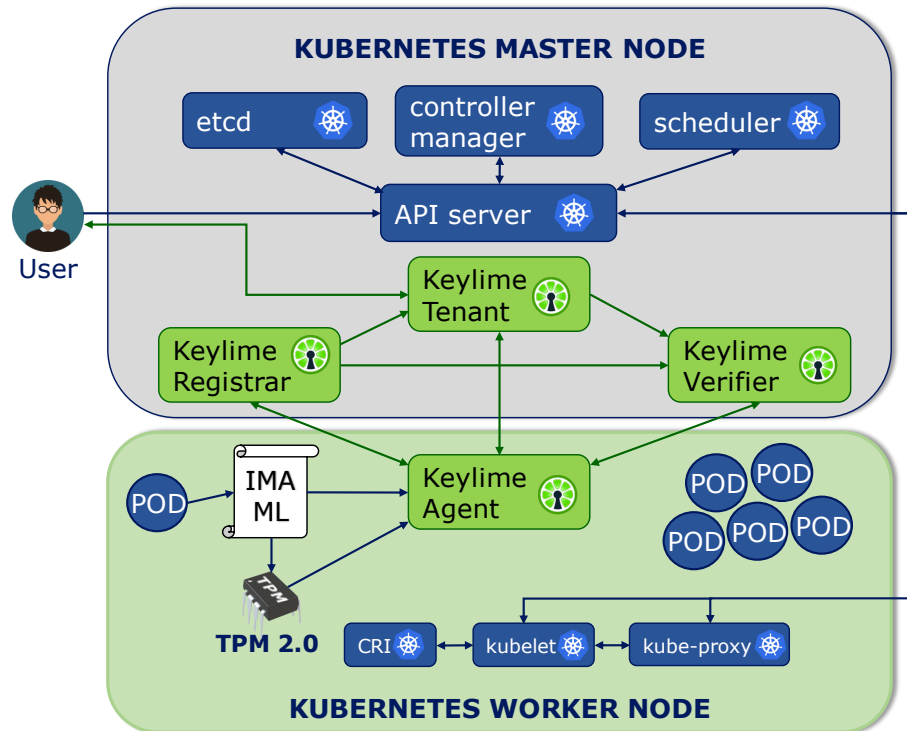 KUBERNETES MASTER NODE
etcd
controller
manager
scheduler
API server
User
Keylime
Tenant
Keylime
Registrar
Keylime
Verifier
POD
IMA
ML
Keylime
Agent
POD
POD
POD
POD
POD
TPM
TPM 2.0
CRI
kubelet
kube-proxy
KUBERNETES WORKER NODE